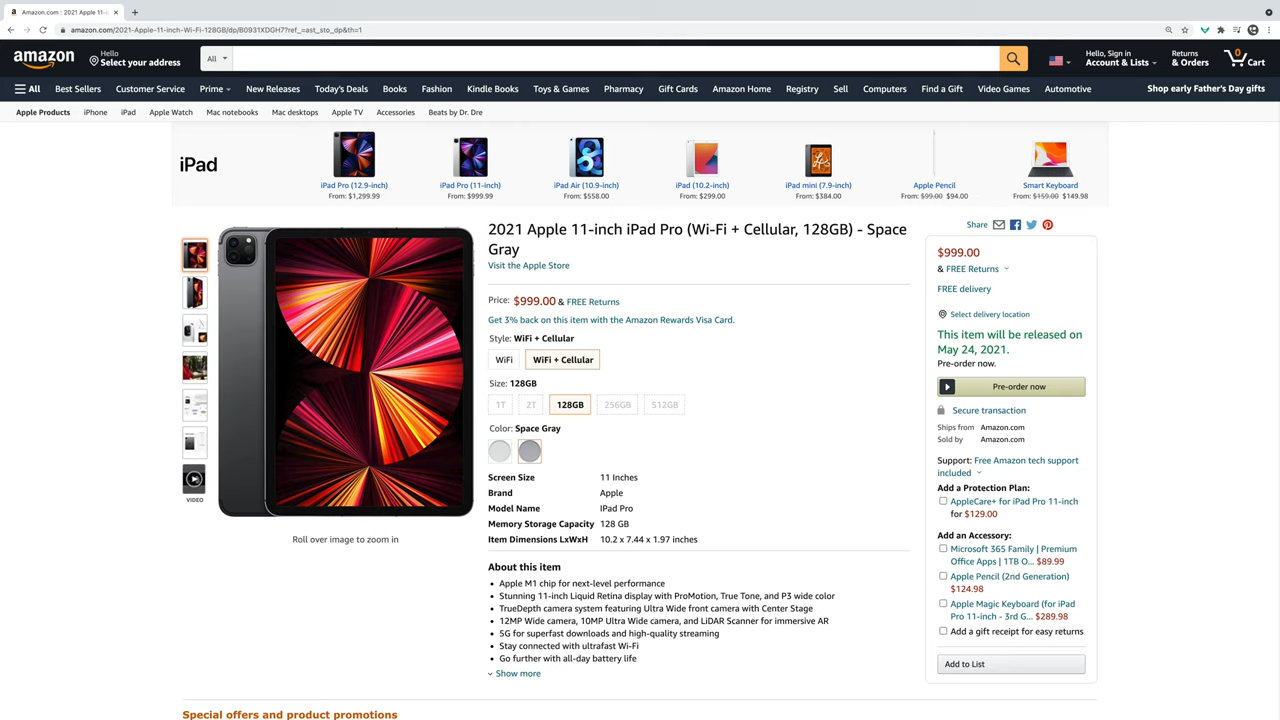 Amazon.com : 2021 Apple 11-in
amazon.com/2021-Apple-11-inch-Wi-Fi-128GB/dp/B0931XDGH7?ref_=ast_sto_dp&th=1
amazon
Hello
Select your address
All
Hello, Sign in
Account & Lists
Returns
& Orders
0
Cart
All
Best Sellers
Customer Service
Prime
New Releases
Today's Deals
Books
Fashion
Kindle Books
Toys & Games
Pharmacy
Gift Cards
Amazon Home
Registry
Sell
Computers
Find a Gift
Video Games
Automotive
Shop early Father's Day gifts
Apple Products
iPhone
iPad
Apple Watch
Mac notebooks
Mac desktops
Apple TV
Accessories
Beats by Dr. Dre
iPad
iPad Pro (12.9-inch)
From: $1,299.99
iPad Pro (11-inch)
From: $999.99
iPad Air (10.9-inch)
From: $558.00
iPad (10.2-inch)
From: $299.00
iPad mini (7.9-inch)
From: $384.00
Apple Pencil
From: $99.00 $94.00
Smart Keyboard
From: $159.00 $149.98
VIDEO
Roll over image to zoom in
2021 Apple 11-inch iPad Pro (Wi-Fi + Cellular, 128GB) - Space
Gray
Visit the Apple Store
Price: $999.00 & FREE Returns
Get 3% back on this item with the Amazon Rewards Visa Card.
Style: WiFi + Cellular
WiFi
WiFi + Cellular
Size: 128GB
1T
2T
128GB
256GB
512GB
Color: Space Gray
Screen Size 11 Inches
Brand Apple
Model Name IPad Pro
Memory Storage Capacity 128 GB
Item Dimensions LxWxH 10.2 x 7.44 x 1.97 inches
About this item
• Apple M1 chip for next-level performance
• Stunning 11-inch Liquid Retina display with ProMotion, True Tone, and P3 wide color
• TrueDepth camera system featuring Ultra Wide front camera with Center Stage
• 12MP Wide camera, 10MP Ultra Wide camera, and LiDAR Scanner for immersive AR
• 5G for superfast downloads and high-quality streaming
• Stay connected with ultrafast Wi-Fi
• Go further with all-day battery life
Show more
Share
$999.00
& FREE Returns
FREE delivery
Select delivery location
This item will be released on
May 24, 2021.
Pre-order now.
Pre-order now
Secure transaction
Ships from Amazon.com
Sold by Amazon.com
Support: Free Amazon tech support
included
Add a Protection Plan:
AppleCare+ for iPad Pro 11-inch
for $129.00
Add an Accessory:
Microsoft 365 Family | Premium
Office Apps | 1TB O... $89.99
Apple Pencil (2nd Generation)
$124.98
Apple Magic Keyboard (for iPad
Pro 11-inch - 3rd G... $289.98
Add a gift receipt for easy returns
Add to List
Special offers and product promotions